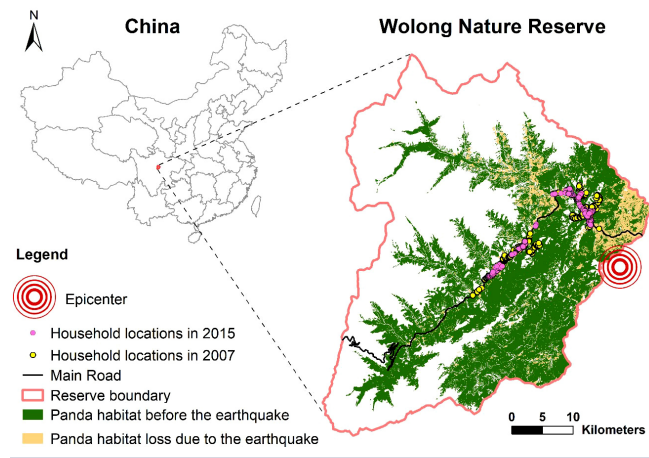 N
China
Wolong Nature Reserve
Legend
Epicenter
Household locations in 2015
Household locations in 2007
Main Road
Reserve boundary
Panda habitat before the earthquake
Panda habitat loss due to the earthquake
0 5 10
Kilometers